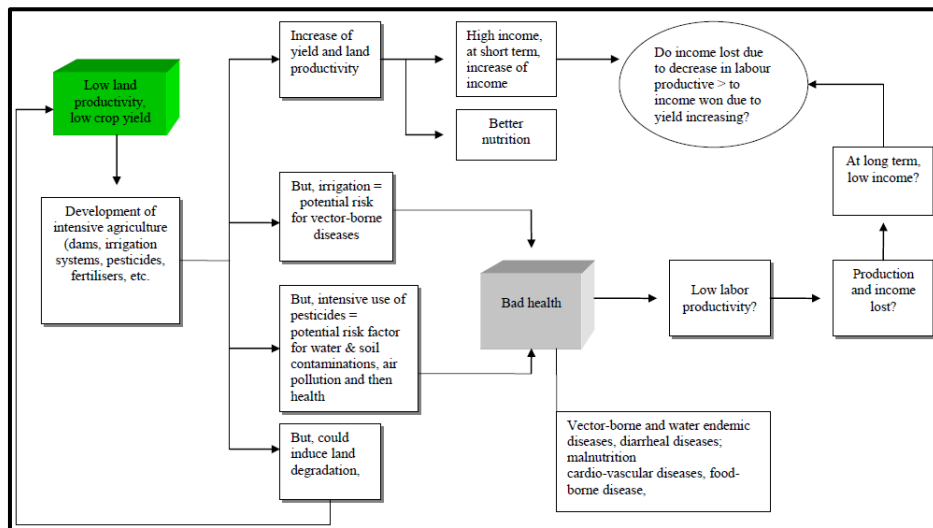 Low land
productivity,
low crop yield
Development of
intensive agriculture
(dams, irrigation
systems, pesticides,
fertilisers, etc.
Increase of
yield and land
productivity
High income,
at short term,
increase of
income
Better
nutrition
Do income lost due
to decrease in labour
productive > to
income won due to
yield increasing?
But, irrigation =
potential risk
for vector-borne
diseases
But, intensive use of
pesticides =
potential risk factor
for water & soil
contaminations, air
pollution and then
health
But, could
induce land
degradation,
Bad health
Low labor
productivity?
Production
and income
lost?
At long term,
low income?
Vector-borne and water endemic
diseases, diarrheal diseases;
malnutrition
cardio-vascular diseases, food-
borne disease,